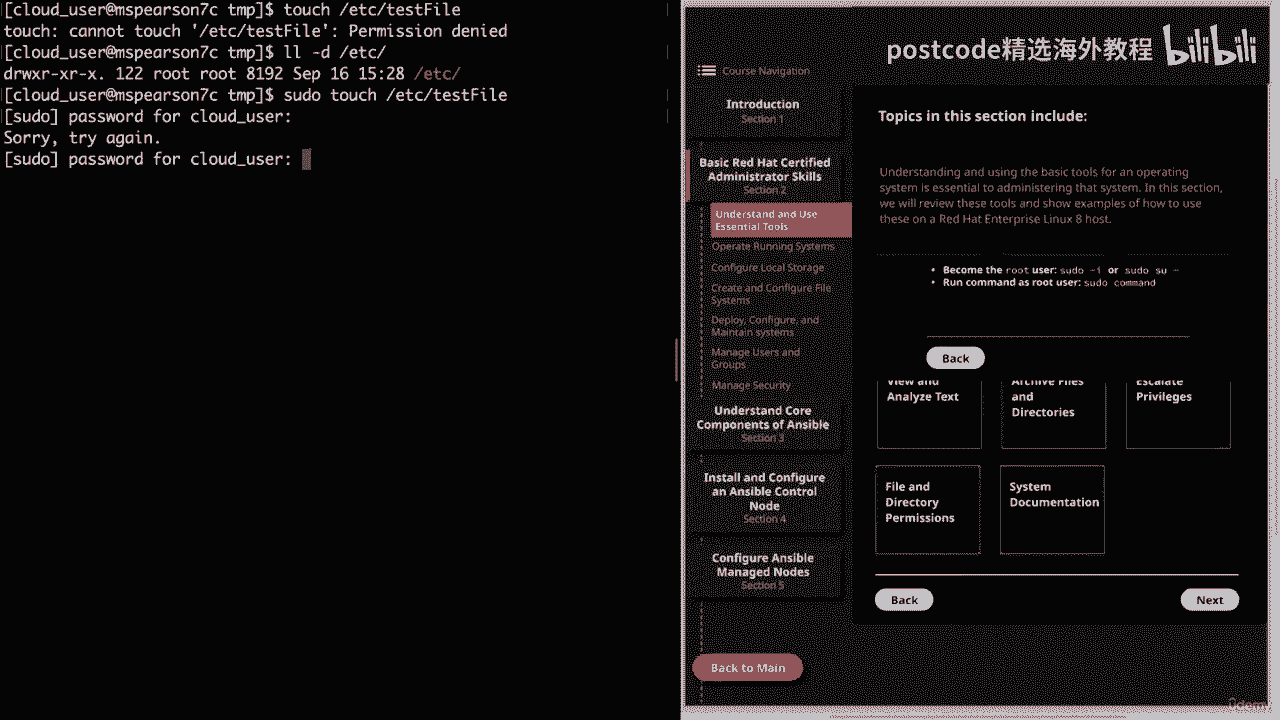 [cloud_user@mspearson7c tmp]$ touch /etc/testFile
touch: cannot touch '/etc/testFile': Permission denied
[cloud_user@mspearson7c tmp]$ ll -d /etc/
drwxr-xr-x. 122 root root 8192 Sep 16 15:28 /etc/
[cloud_user@mspearson7c tmp]$ sudo touch /etc/testFile
[sudo] password for cloud_user:
Sorry, try again.
[sudo] password for cloud_user:
postcode精选海外教程 bilibili
Course Navigation
Introduction
Section 1
Basic Red Hat Certified
Administrator Skills
Section 2
Understand and Use
Essential Tools
Operate Running Systems
Configure Local Storage
Create and Configure File
Systems
Deploy, Configure, and
Maintain systems
Manage Users and
Groups
Manage Security
Understand Core
Components of Ansible
Section 3
Install and Configure
an Ansible Control
Node
Section 4
Configure Ansible
Managed Nodes
Section 5
Back to Main
Topics in this section include:
Understanding and using the basic tools for an operating
system is essential to administering that system. In this section,
we will review these tools and show examples of how to use
these on a Red Hat Enterprise Linux 8 host.
• Become the root user: sudo -i or sudo su -
• Run command as root user: sudo command
Back
View and
Analyze Text
Archive Files
and
Directories
Escalate
Privileges
File and
Directory
Permissions
System
Documentation
Back
Next
Udemy